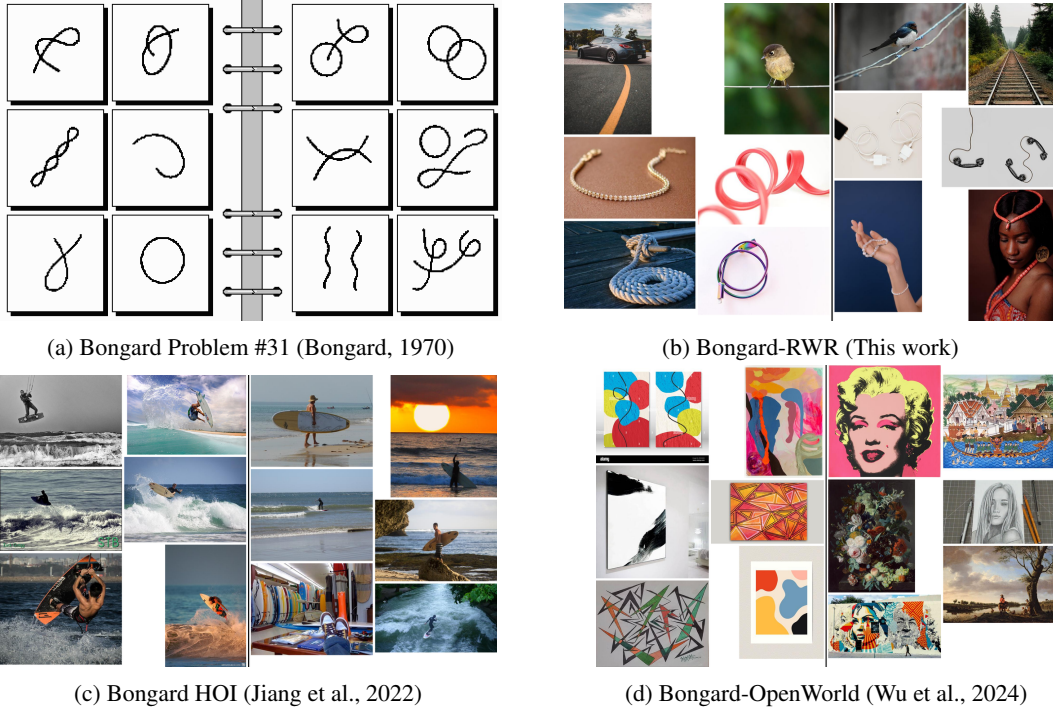 (a) Bongard Problem #31 (Bongard, 1970)
(b) Bongard-RWR (This work)
(c) Bongard HOI (Jiang et al., 2022)
(d) Bongard-OpenWorld (Wu et al., 2024)